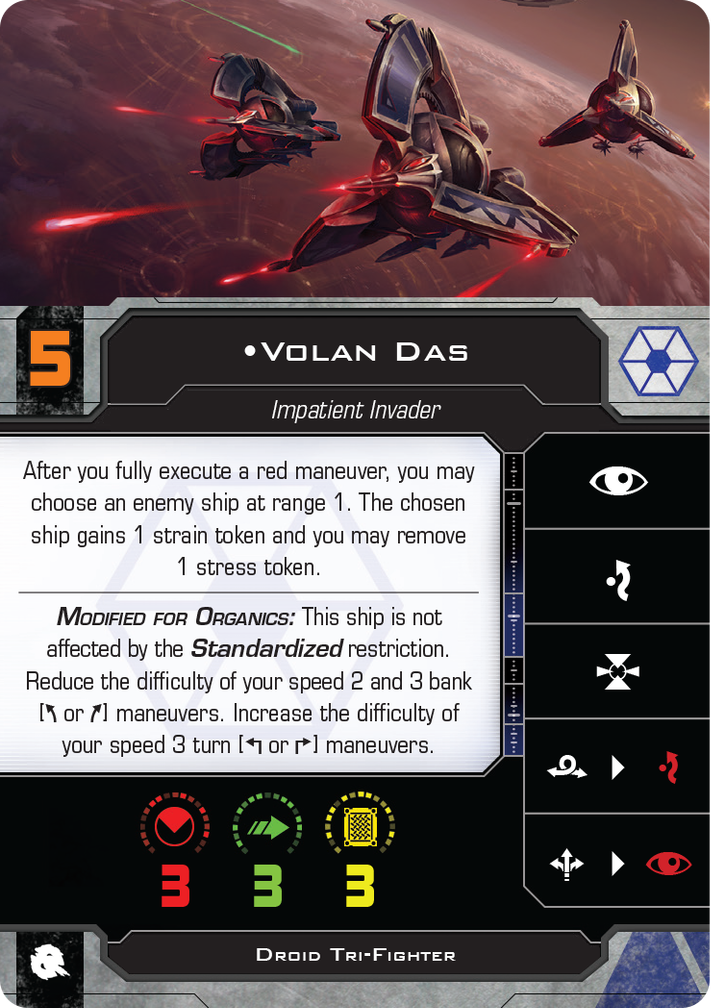 5
•Volan Das
Impatient Invader
After you fully execute a red maneuver, you may
choose an enemy ship at range 1. The chosen
ship gains 1 strain token and you may remove
1 stress token.
Modified for Organics: This ship is not
affected by the Standardized restriction.
Reduce the difficulty of your speed 2 and 3 bank
[↖ or ↗] maneuvers. Increase the difficulty of
your speed 3 turn [↰ or ↱] maneuvers.
3 3 3
Droid Tri-Fighter